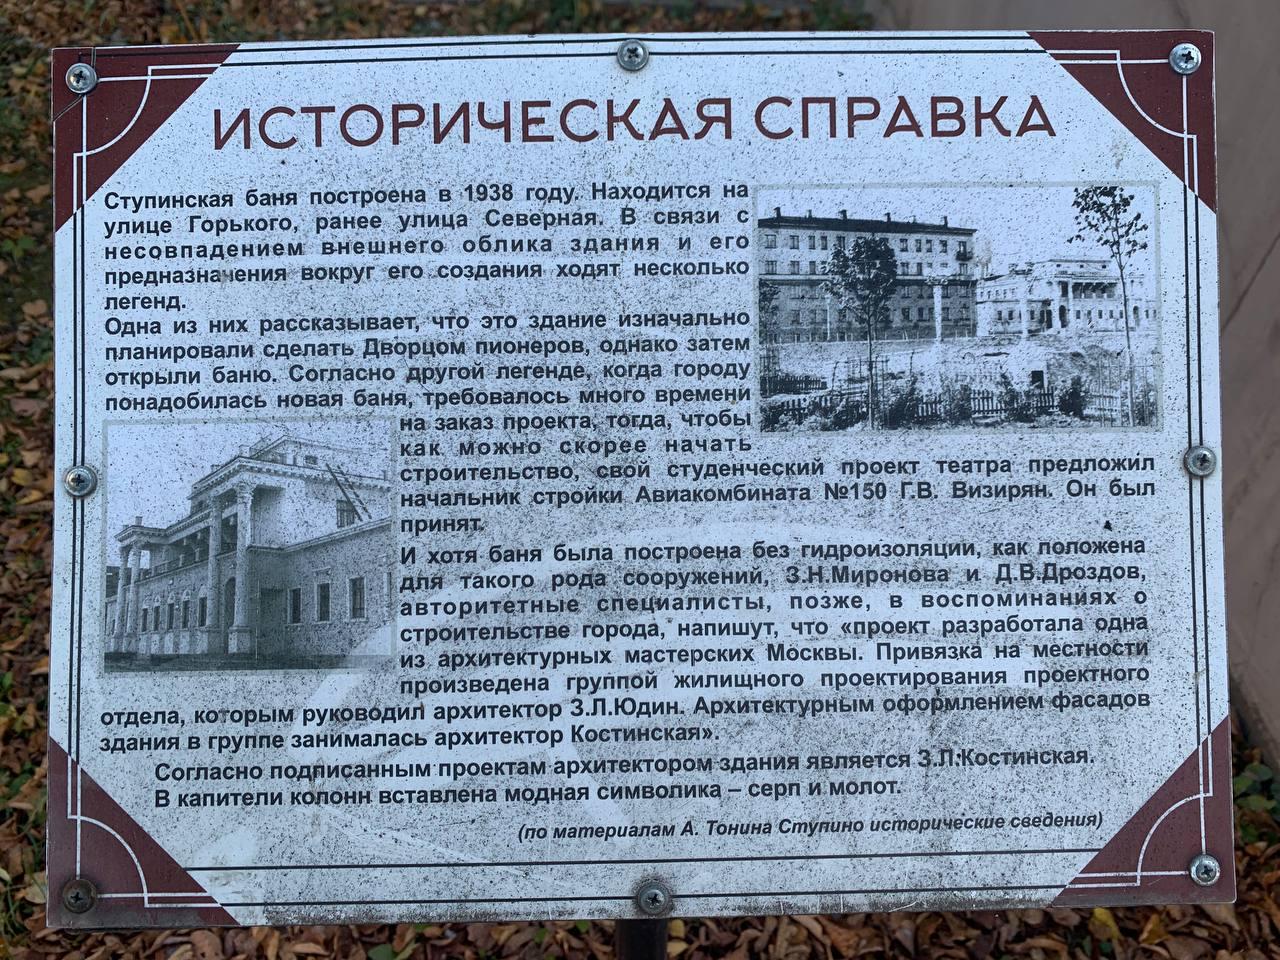 ИСТОРИЧЕСКАЯ СПРАВКА
Ступинская баня построена в 1938 году. Находится на
улице Горького, ранее улица Северная. В связи с
несовпадением внешнего облика здания и его
предназначения вокруг его создания ходят несколько
легенд.
Одна из них рассказывает, что это здание изначально
планировали сделать Дворцом пионеров, однако затем
открыли баню. Согласно другой легенде, когда городу
понадобилась новая баня, требовалось много времени
на заказ проекта, тогда, чтобы
как можно скорее начать
строительство, свой студенческий проект театра предложил
начальник стройки Авиакомбината №150 Г.В. Визирян. Он был
принят.
И хотя баня была построена без гидроизоляции, как положена
для такого рода сооружений, З.Н.Миронова и Д.В.Дроздов,
авторитетные специалисты, позже, в воспоминаниях о
строительстве города, напишут, что «проект разработала одна
из архитектурных мастерских Москвы. Привязка на местности
произведена группой жилищного проектирования проектного
отдела, которым руководил архитектор З.Л.Юдин. Архитектурным оформлением фасадов
здания в группе занималась архитектор Костинская».
Согласно подписанным проектам архитектором здания является З.Л.Костинская.
В капители колонн вставлена модная символика – серп и молот.
(по материалам А. Тонина Ступино исторические сведения)